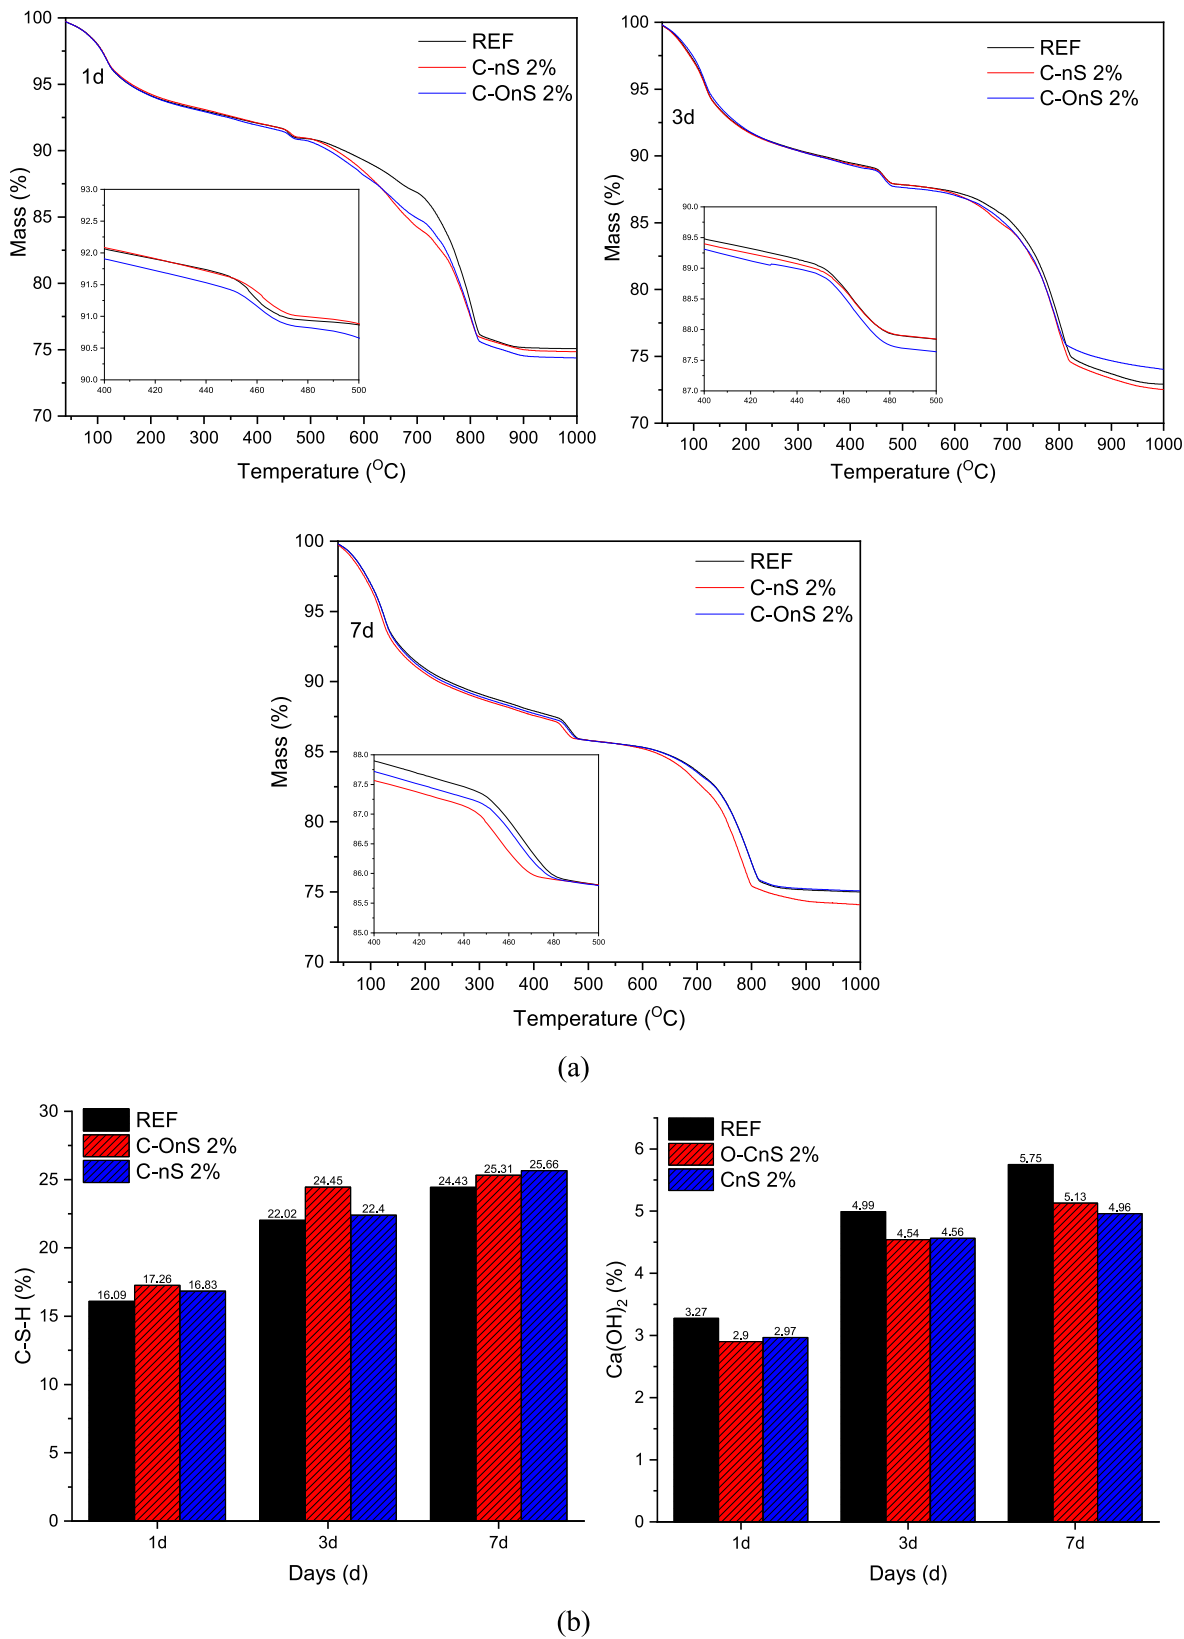 REF
C-nS 2%
C-OnS 2%
1d
Mass (%)
100
95
90
85
80
75
70
93.0
92.5
92.0
91.5
91.0
90.5
90.0
400 420 440 460 480 500
100 200 300 400 500 600 700 800 900 1000
Temperature (°C)
REF
C-nS 2%
C-OnS 2%
3d
Mass (%)
100
95
90
85
80
75
70
90.0
89.5
89.0
88.5
88.0
87.5
87.0
400 420 440 460 480 500
100 200 300 400 500 600 700 800 900 1000
Temperature (°C)
REF
C-nS 2%
C-OnS 2%
7d
Mass (%)
100
95
90
85
80
75
70
88.0
87.5
87.0
86.5
86.0
85.5
85.0
400 420 440 460 480 500
100 200 300 400 500 600 700 800 900 1000
Temperature (°C)
(a)
REF
C-OnS 2%
C-nS 2%
C-S-H (%)
30
25
20
15
10
5
0
16.09 17.26 16.83
22.02 24.45 22.4
24.43 25.31 25.66
1d 3d 7d
Days (d)
REF
O-CnS 2%
CnS 2%
Ca(OH)₂ (%)
6
5
4
3
2
1
0
3.27 2.9 2.97
4.99 4.54 4.56
5.75 5.13 4.96
1d 3d 7d
Days (d)
(b)